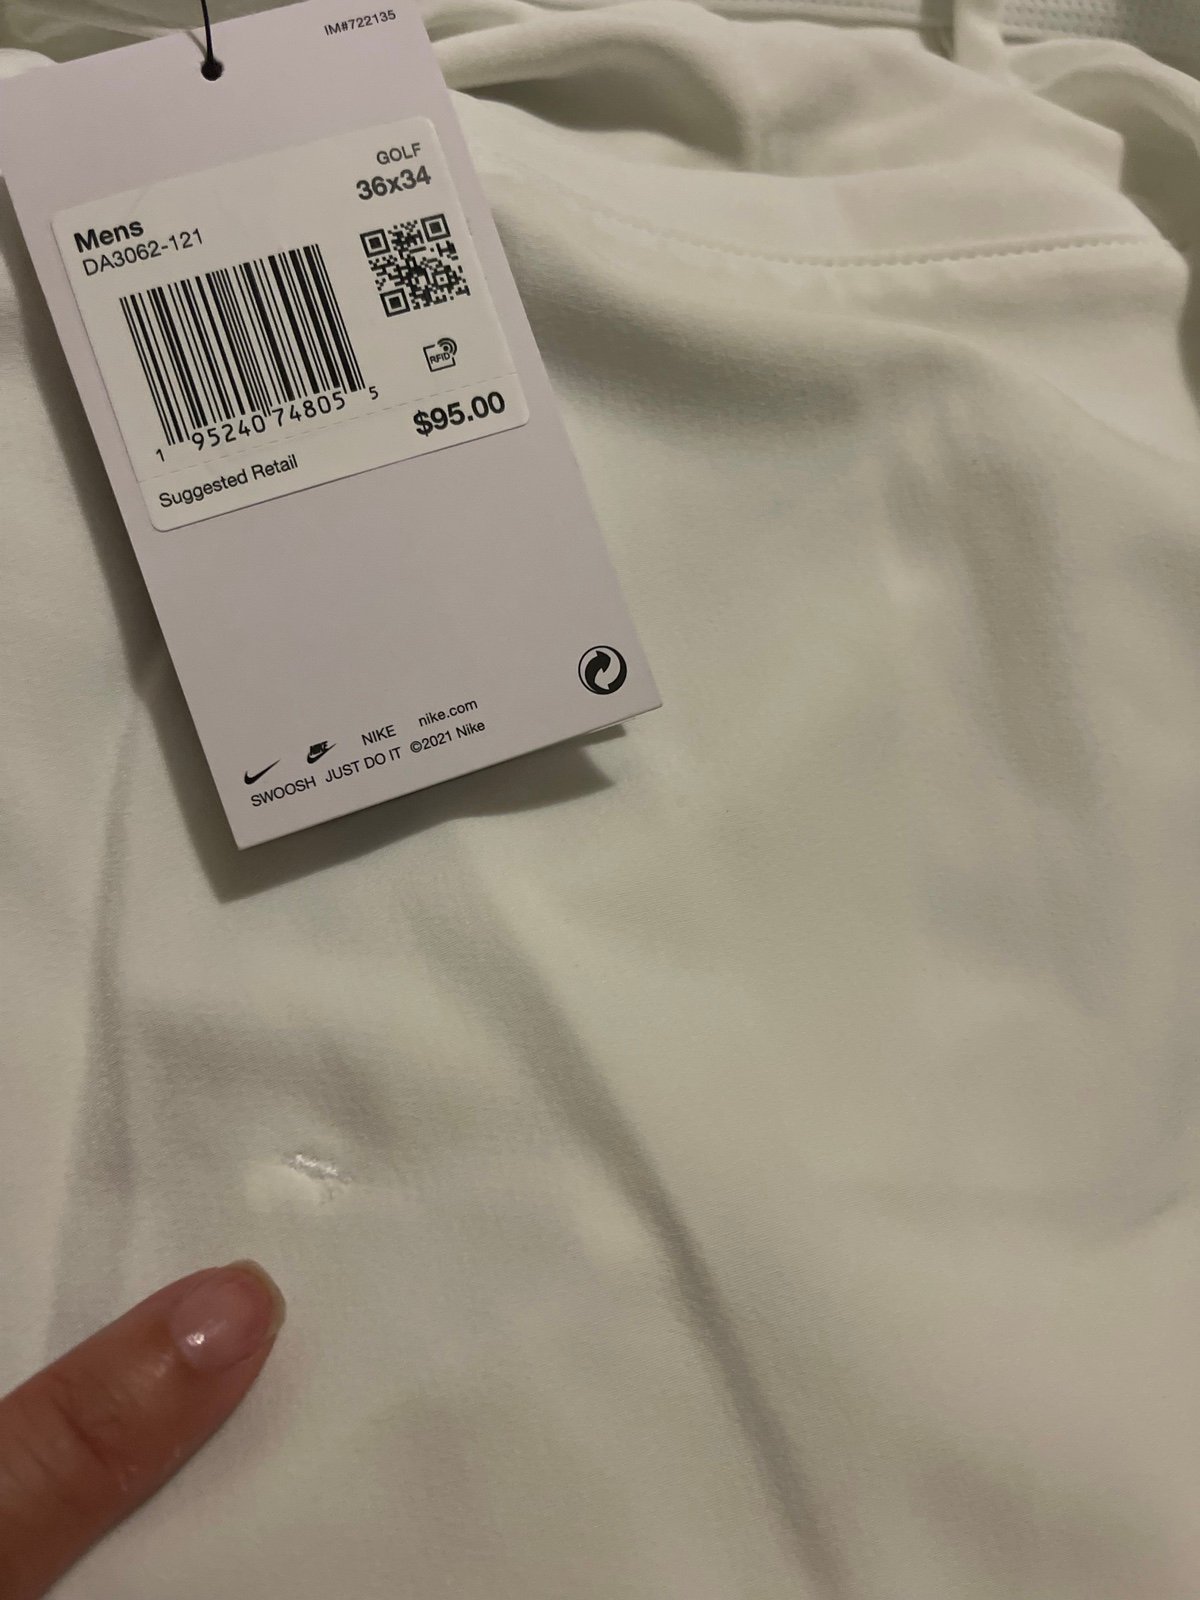 IM#722135
GOLF
36x34
Mens
DA3062-121
1 95240 74805 5
RFID
$95.00
Suggested Retail
NIKE
NIKE nike.com
SWOOSH JUST DO IT ©2021 Nike